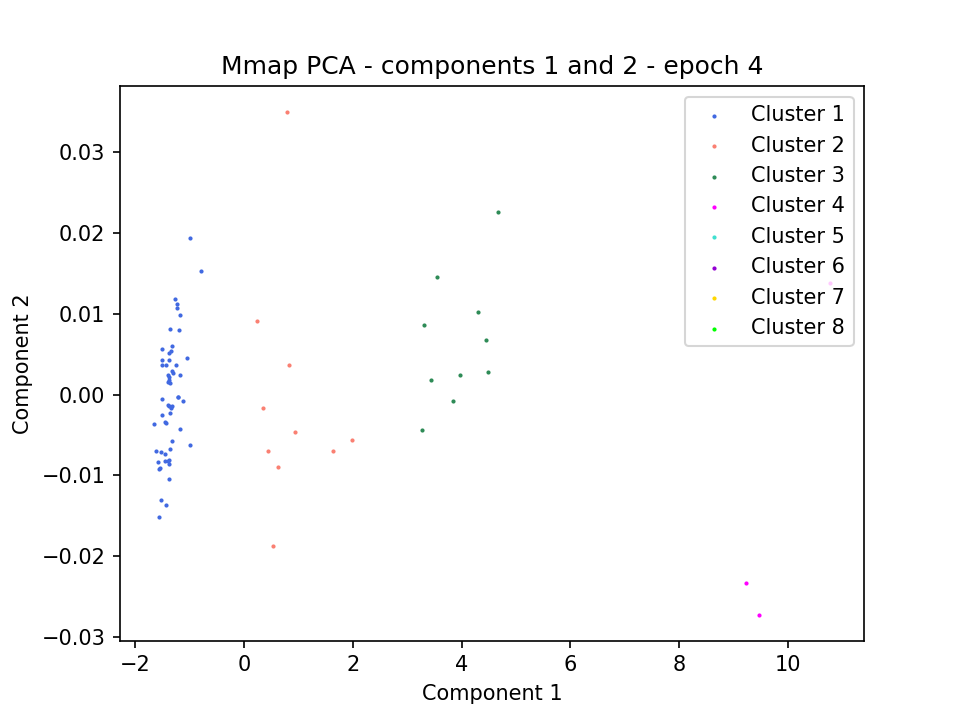 Mmap PCA - components 1 and 2 - epoch 4
Cluster 1
Cluster 2
Cluster 3
Cluster 4
Cluster 5
Cluster 6
Cluster 7
Cluster 8
0.03
0.02
0.01
0.00
−0.01
−0.02
−0.03
Component 2
−2
0
2
4
6
8
10
Component 1